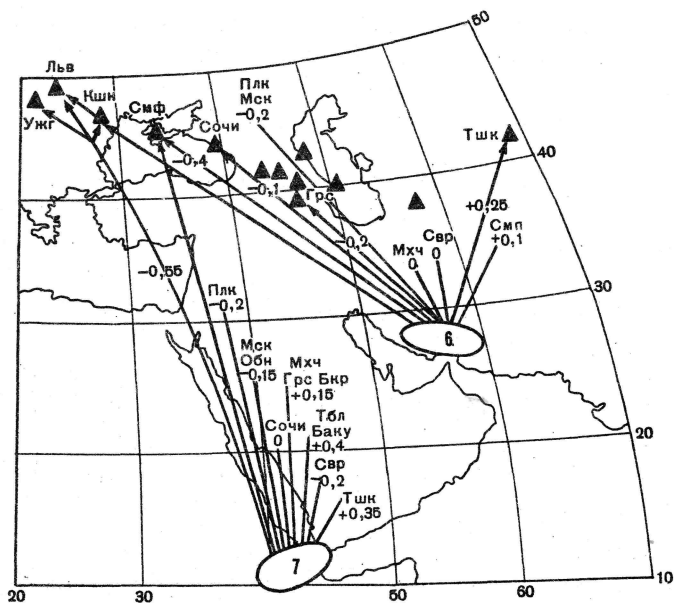 50
Льв
Кшн
Ужг
Смф
Сочи
Плк
Мск
-0,2
Тшк
40
-0,4
-0,1
Грс
-0,2
+0,25
Смп
+0,1
Свр
0
Мхч
0
30
-0,55
Плк
-0,2
6.
Мск
Обн
-0,15
Мхч
Грс Бкр
+0,15
Сочи
0
Тбл
Баку
+0,4
Свр
-0,2
20
Тшк
+0,35
7
10
20
30
50
60